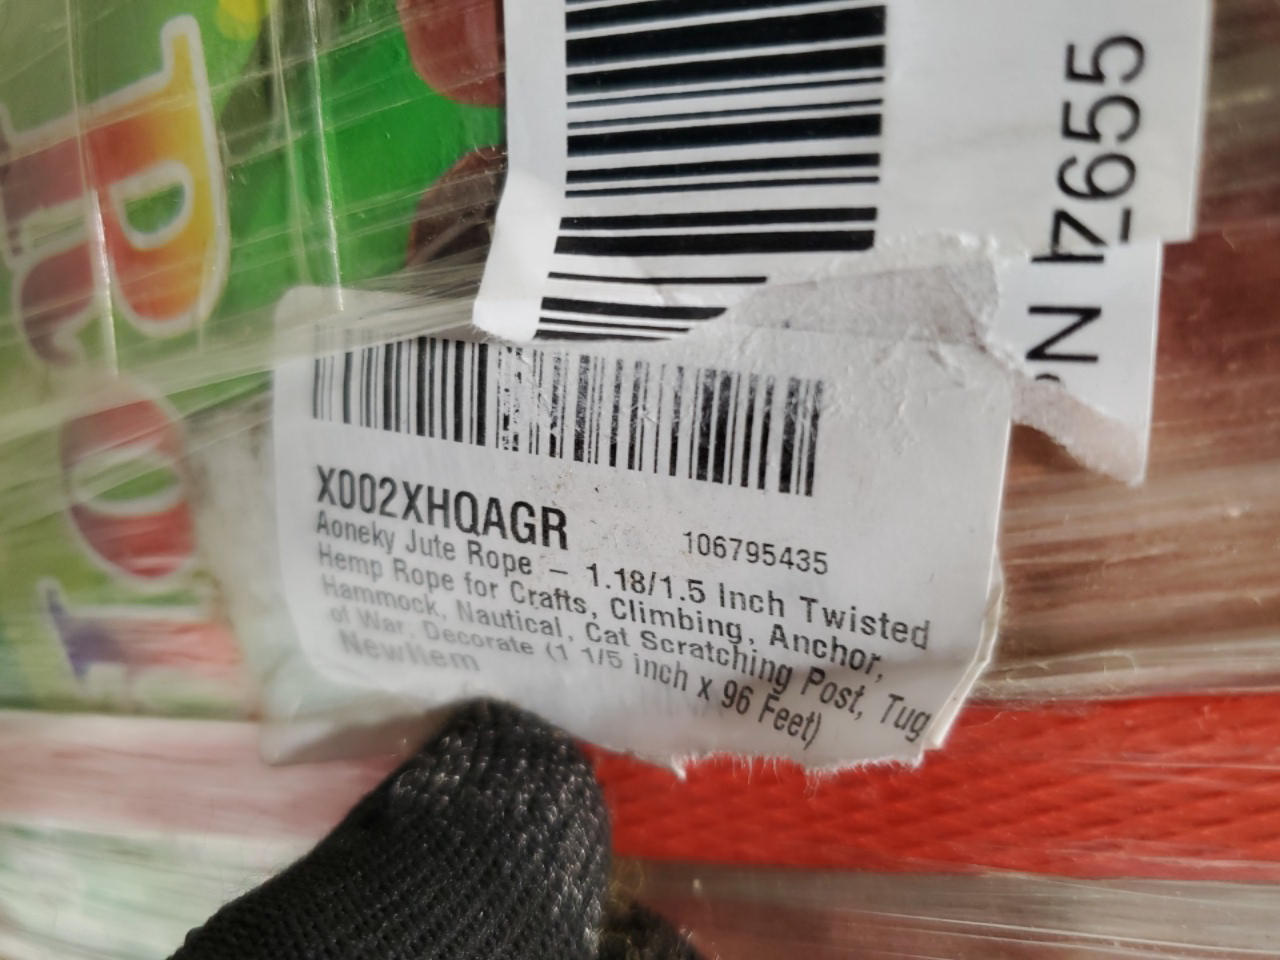 X002XHQAGR
106795435
Aoneky Jute Rope – 1.18/1.5 Inch Twisted
Hemp Rope for Crafts, Climbing, Anchor,
Hammock, Nautical, Cat Scratching Post, Tug
of War, Decorate (1 1/5 inch x 96 Feet)
NewItem